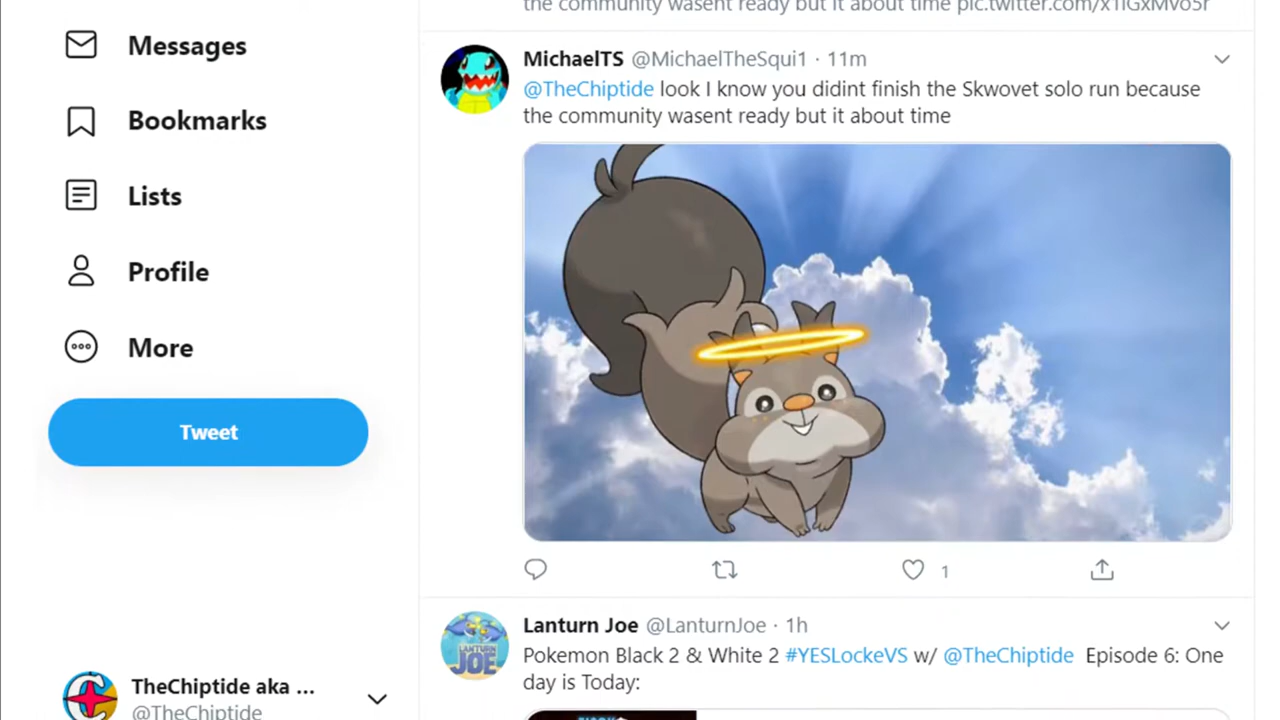 the community wasent ready but it about time pic.twitter.com/x1lGxMVo5r
Messages
Bookmarks
Lists
Profile
More
Tweet
TheChiptide aka ...
@TheChiptide
MichaelTS @MichaelTheSqui1 · 11m
@TheChiptide look I know you didint finish the Skwovet solo run because
the community wasent ready but it about time
1
Lanturn Joe @LanturnJoe · 1h
Pokemon Black 2 & White 2 #YESLockeVS w/ @TheChiptide Episode 6: One
day is Today:
LANTURN
JOE